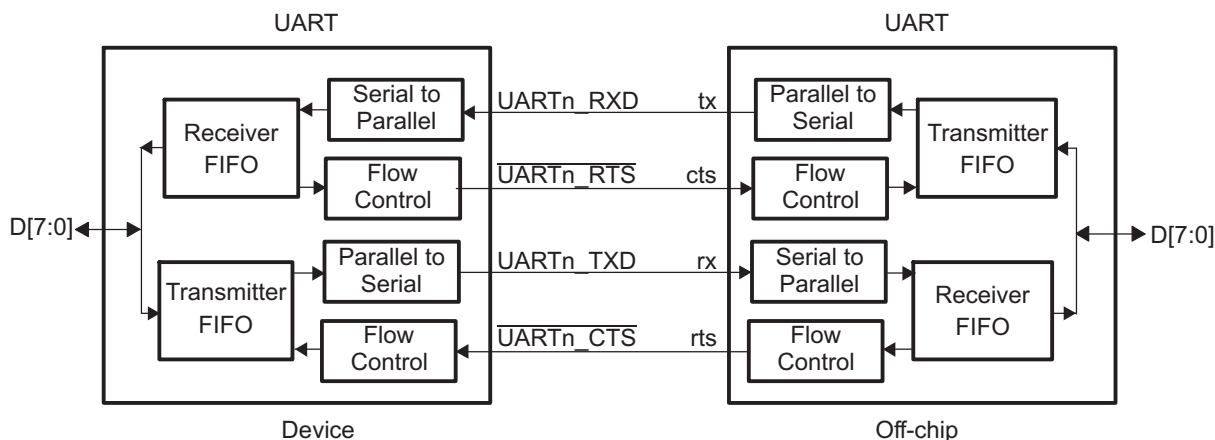 UART
UART
Serial to
Parallel
UARTn_RXD
tx
Parallel to
Serial
Receiver
FIFO
Transmitter
FIFO
Flow
Control
UARTn_RTS
cts
Flow
Control
D[7:0]
D[7:0]
Parallel to
Serial
UARTn_TXD
rx
Serial to
Parallel
Transmitter
FIFO
Receiver
FIFO
Flow
Control
UARTn_CTS
rts
Flow
Control
Device
Off-chip